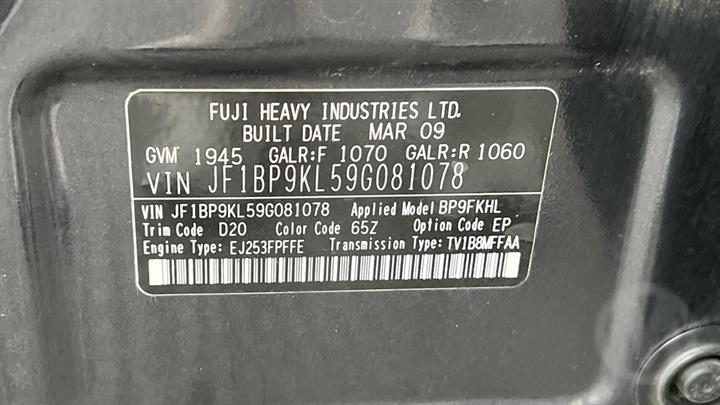 FUJI HEAVY INDUSTRIES LTD.
BUILT DATE MAR 09
GVM 1945 GALR:F 1070 GALR:R 1060
VIN JF1BP9KL59G081078
VIN JF1BP9KL59G081078 Applied Model BP9FKHL
Trim Code D20 Color Code 65Z Option Code EP
Engine Type: EJ253FPFFE Transmission Type: TV1B8MFFAA